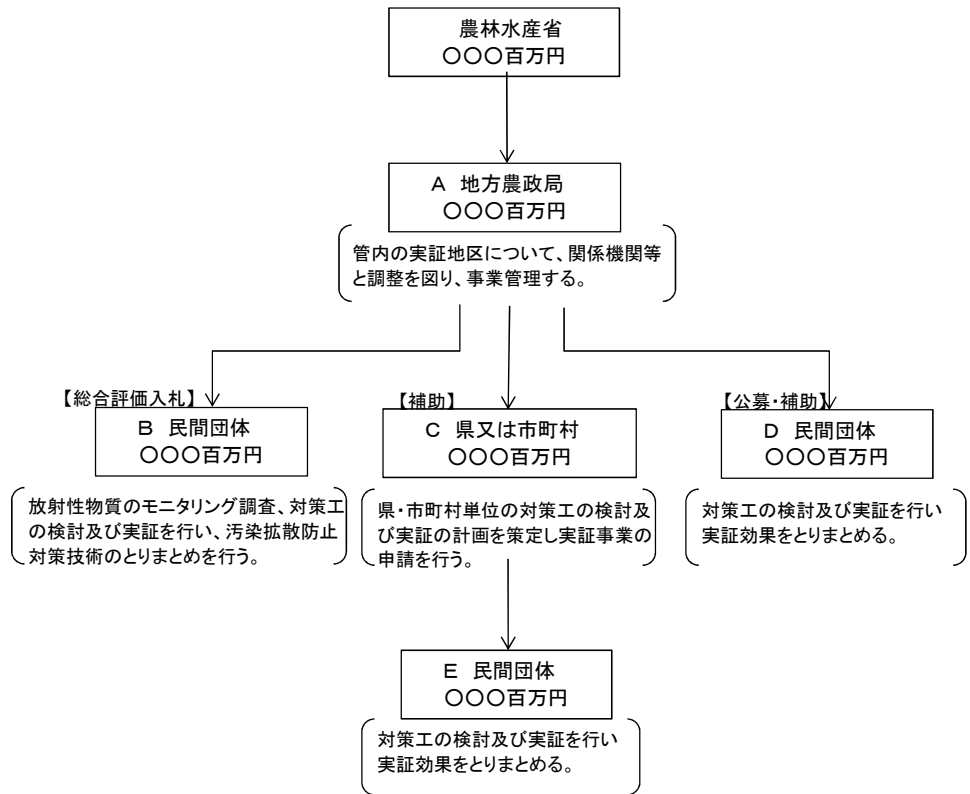 農林水産省
○○○百万円
A 地方農政局
○○○百万円
管内の実証地区について、関係機関等
と調整を図り、事業管理する。
【総合評価入札】
B 民間団体
○○○百万円
放射性物質のモニタリング調査、対策工
の検討及び実証を行い、汚染拡散防止
対策技術のとりまとめを行う。
【補助】
C 県又は市町村
○○○百万円
県・市町村単位の対策工の検討及
び実証の計画を策定し実証事業の
申請を行う。
【公募・補助】
D 民間団体
○○○百万円
対策工の検討及び実証を行い
実証効果をとりまとめる。
E 民間団体
○○○百万円
対策工の検討及び実証を行い
実証効果をとりまとめる。